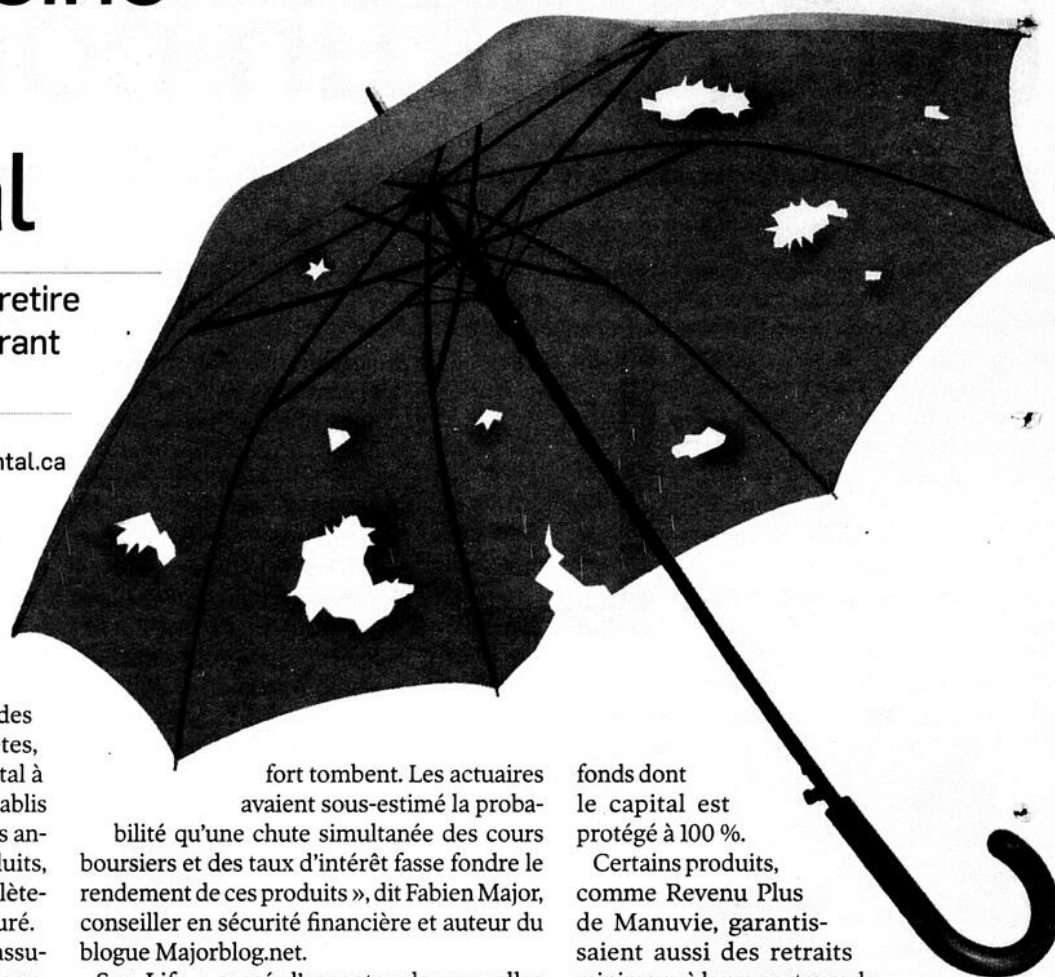 retire
rant
ntal.ca
des
tes,
tal à
ablis
s an-
duits,
lète-
uré.
assu-
fort tombent. Les actuaires
avaient sous-estimé la proba-
bilité qu'une chute simultanée des cours
boursiers et des taux d'intérêt fasse fondre le
rendement de ces produits », dit Fabien Major,
conseiller en sécurité financière et auteur du
blogue Majorblog.net.
fonds dont
le capital est
protégé à 100 %.
Certains produits,
comme Revenu Plus
de Manuvie, garantis-
saient aussi des retraits